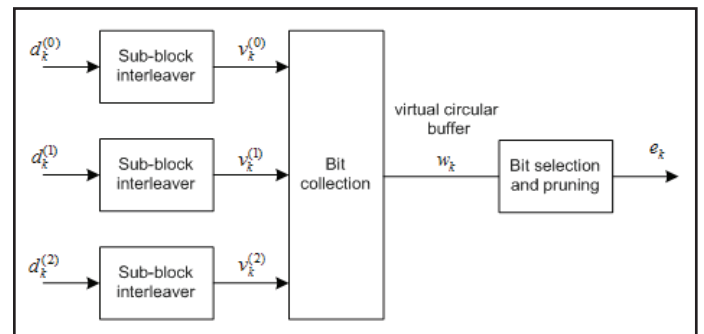 d_k^(0)
Sub-block
interleaver
v_k^(0)
d_k^(1)
Sub-block
interleaver
v_k^(1)
d_k^(2)
Sub-block
interleaver
v_k^(2)
Bit
collection
virtual circular
buffer
w_k
Bit selection
and pruning
e_k